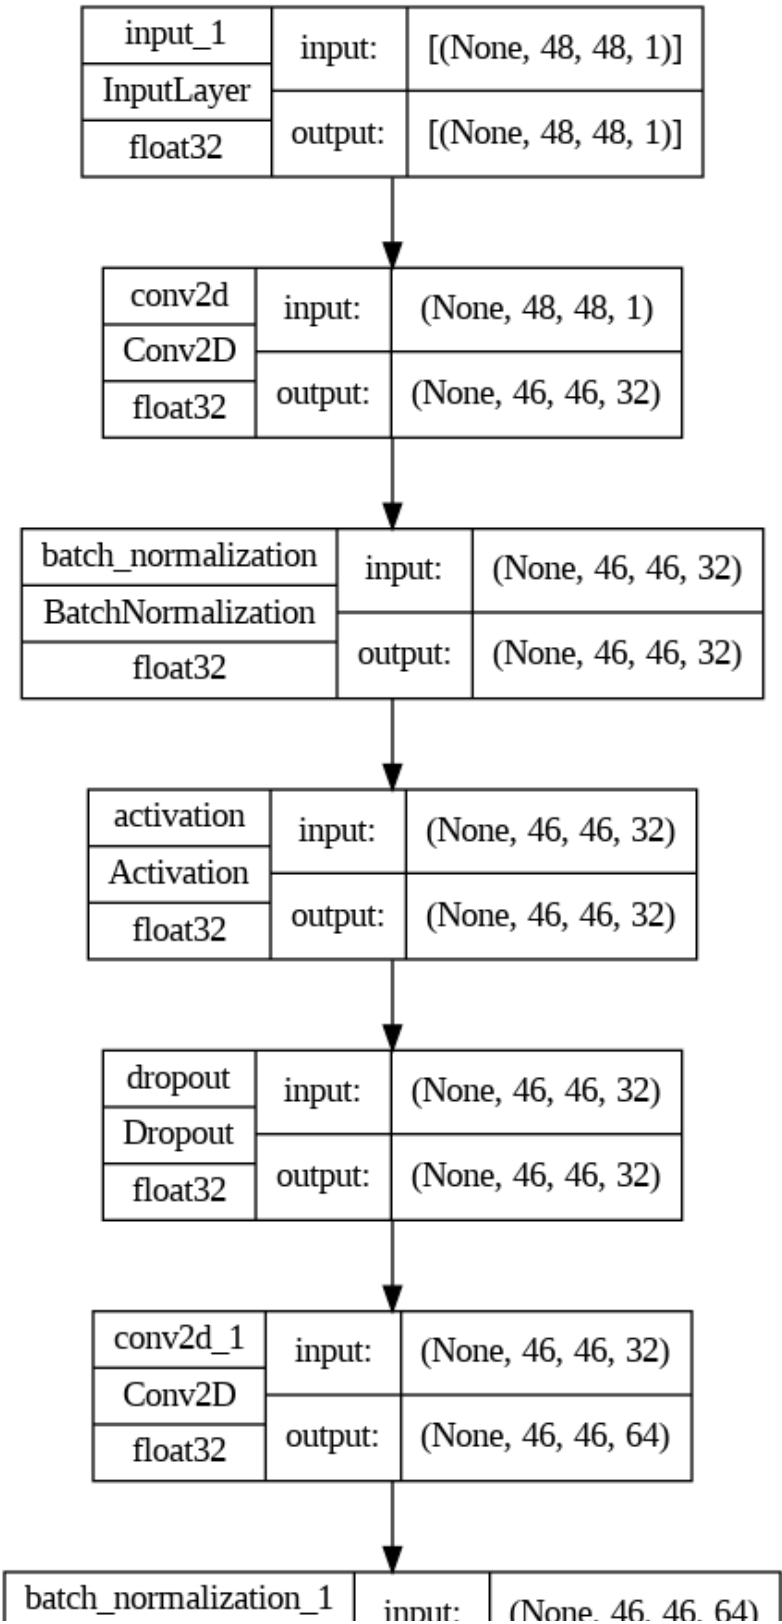 input_1
InputLayer
float32
input:
[(None, 48, 48, 1)]
output:
[(None, 48, 48, 1)]
conv2d
Conv2D
float32
input:
(None, 48, 48, 1)
output:
(None, 46, 46, 32)
batch_normalization
BatchNormalization
float32
input:
(None, 46, 46, 32)
output:
(None, 46, 46, 32)
activation
Activation
float32
input:
(None, 46, 46, 32)
output:
(None, 46, 46, 32)
dropout
Dropout
float32
input:
(None, 46, 46, 32)
output:
(None, 46, 46, 32)
conv2d_1
Conv2D
float32
input:
(None, 46, 46, 32)
output:
(None, 46, 46, 64)
batch_normalization_1
input:
(None, 46, 46, 64)